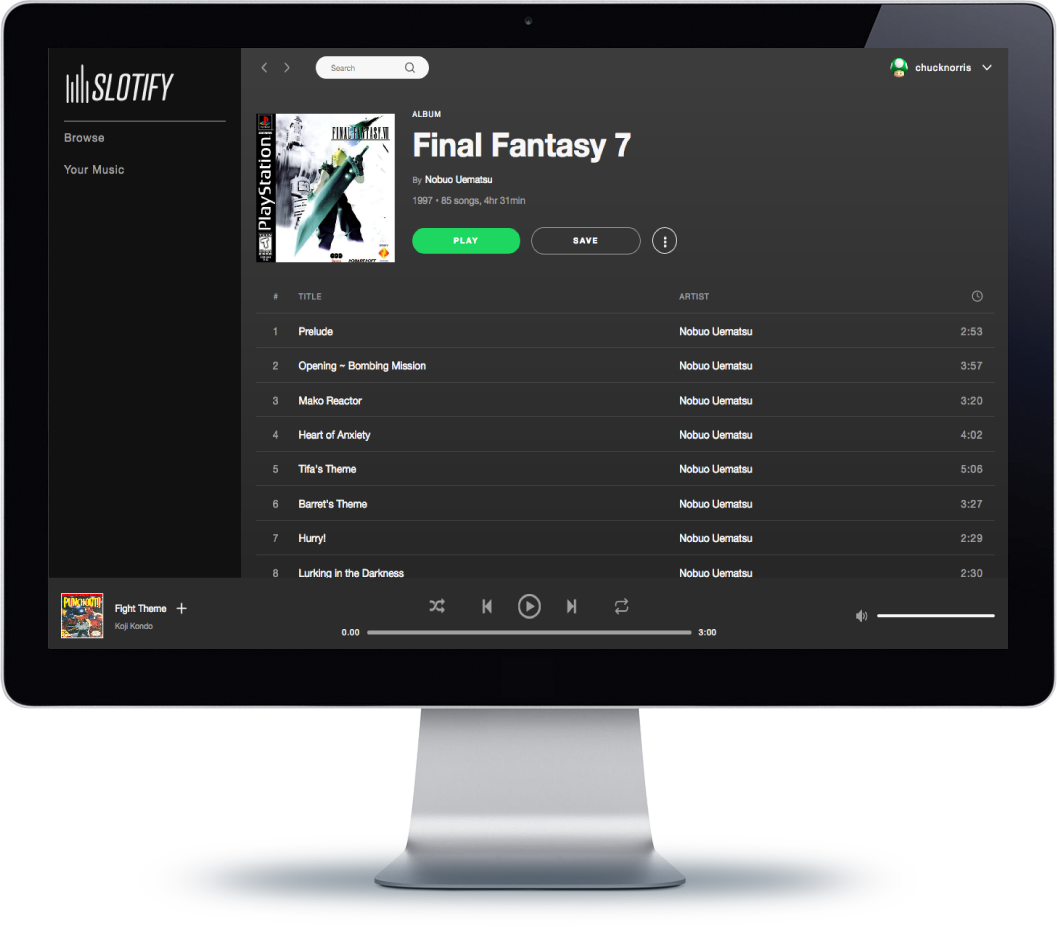 SLOTIFY
Browse
Your Music
Search
chucknorris
PlayStation
FINAL FANTASY VII
ALBUM
Final Fantasy 7
By Nobuo Uematsu
1997 • 85 songs, 4hr 31min
PLAY
SAVE
# TITLE ARTIST
1 Prelude Nobuo Uematsu 2:53
2 Opening ~ Bombing Mission Nobuo Uematsu 3:57
3 Mako Reactor Nobuo Uematsu 3:20
4 Heart of Anxiety Nobuo Uematsu 4:02
5 Tifa's Theme Nobuo Uematsu 5:06
6 Barret's Theme Nobuo Uematsu 3:27
7 Hurry! Nobuo Uematsu 2:29
8 Lurking in the Darkness Nobuo Uematsu 2:30
PUNCH-OUT!!
Fight Theme
Koji Kondo
0.00
3:00